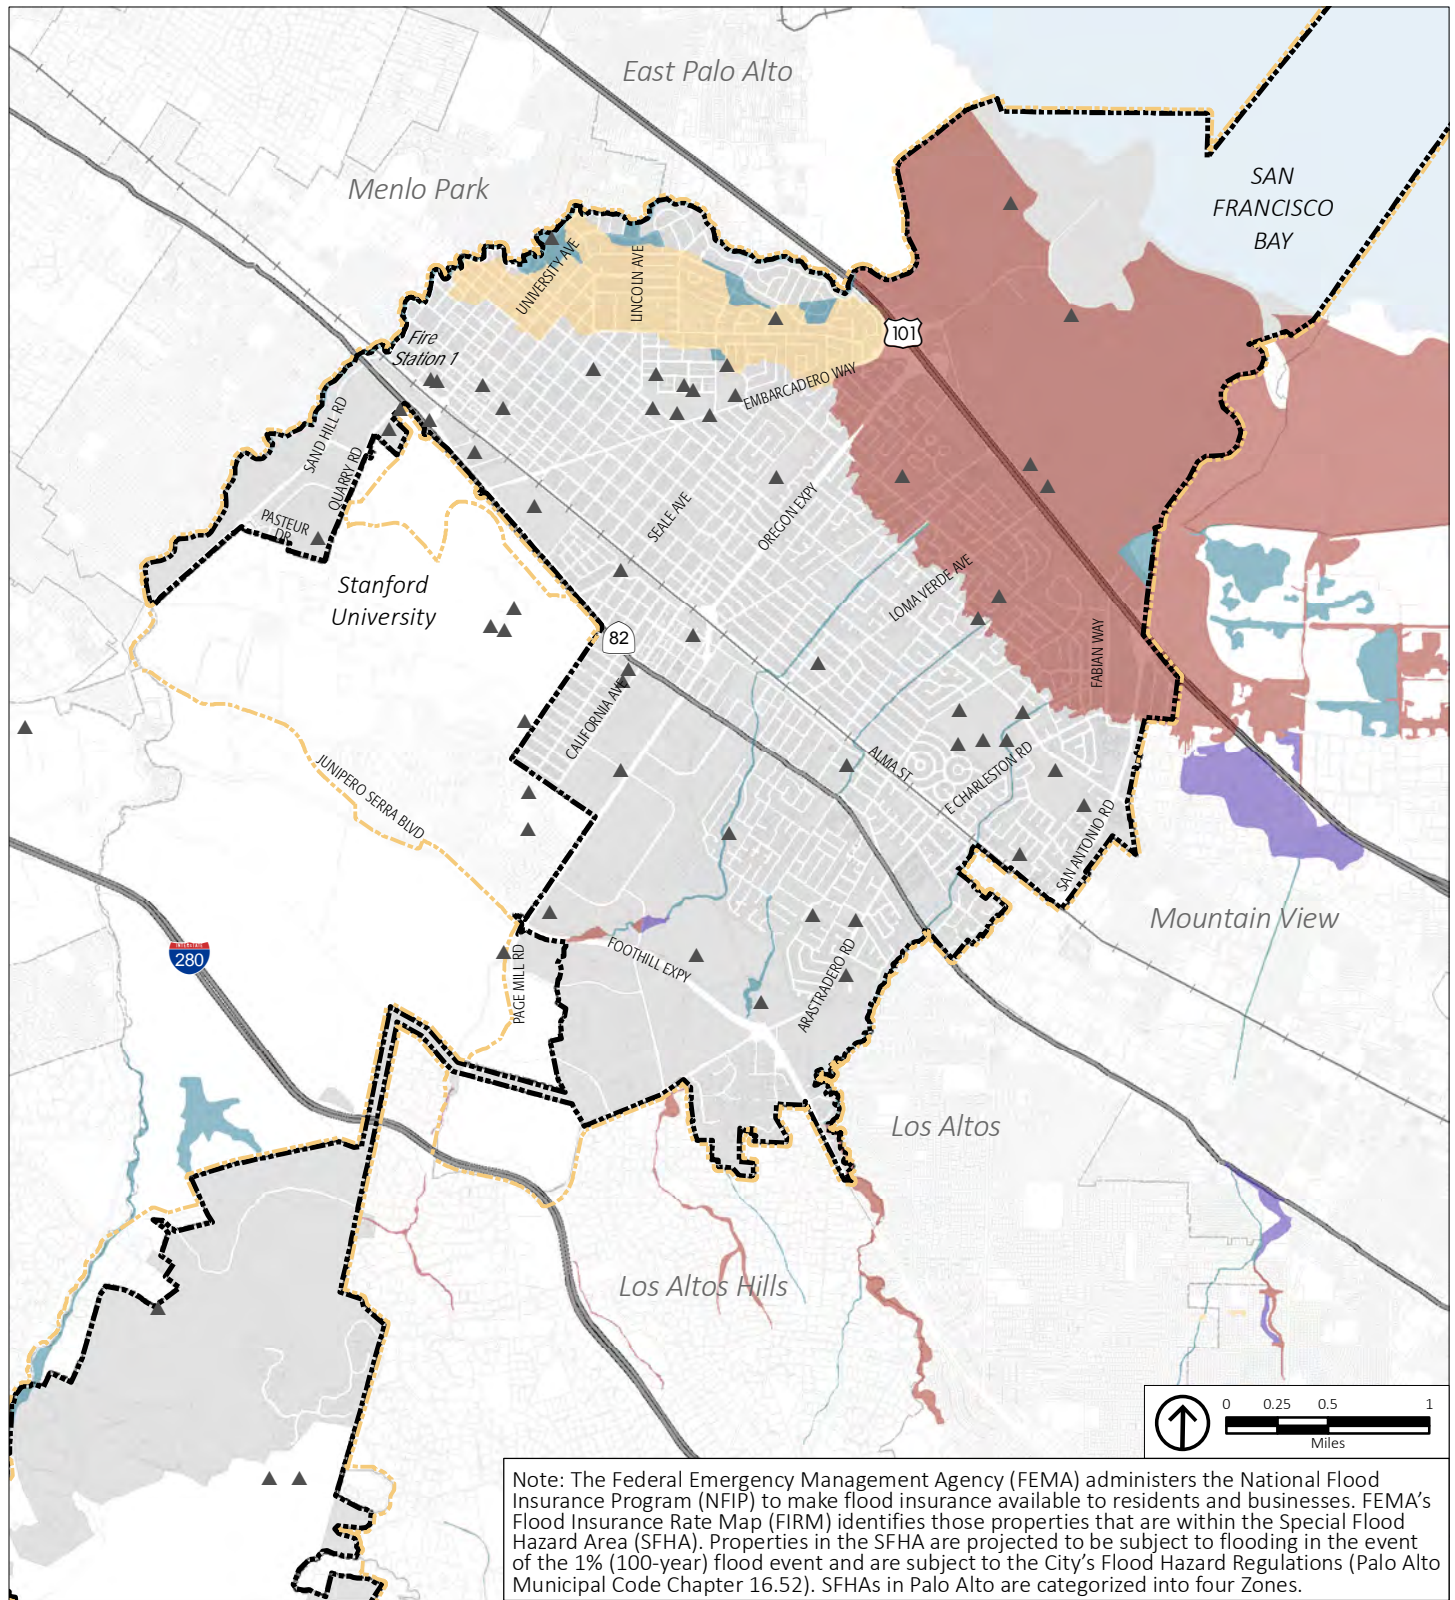 East Palo Alto
Menlo Park
SAN
FRANCISCO
BAY
UNIVERSITY AVE
LINCOLN AVE
101
Fire
Station 1
EMBARCADERO WAY
SAND HILL RD
QUARRY RD
PASTEUR
DR
SEALE AVE
OREGON EXPY
Stanford
University
LOMA VERDE AVE
82
FABIAN WAY
CALIFORNIA AVE
ALMA ST.
E CHARLESTON RD
JUNIPERO SERRA BLVD
SAN ANTONIO RD
Mountain View
INTERSTATE
280
PAGE MILL RD
FOOTHILL EXPY
ARASTRADERO RD
Los Altos
Los Altos Hills
0 0.25 0.5 1
Miles
Note: The Federal Emergency Management Agency (FEMA) administers the National Flood
Insurance Program (NFIP) to make flood insurance available to residents and businesses. FEMA's
Flood Insurance Rate Map (FIRM) identifies those properties that are within the Special Flood
Hazard Area (SFHA). Properties in the SFHA are projected to be subject to flooding in the event
of the 1% (100-year) flood event and are subject to the City's Flood Hazard Regulations (Palo Alto
Municipal Code Chapter 16.52). SFHAs in Palo Alto are categorized into four Zones.